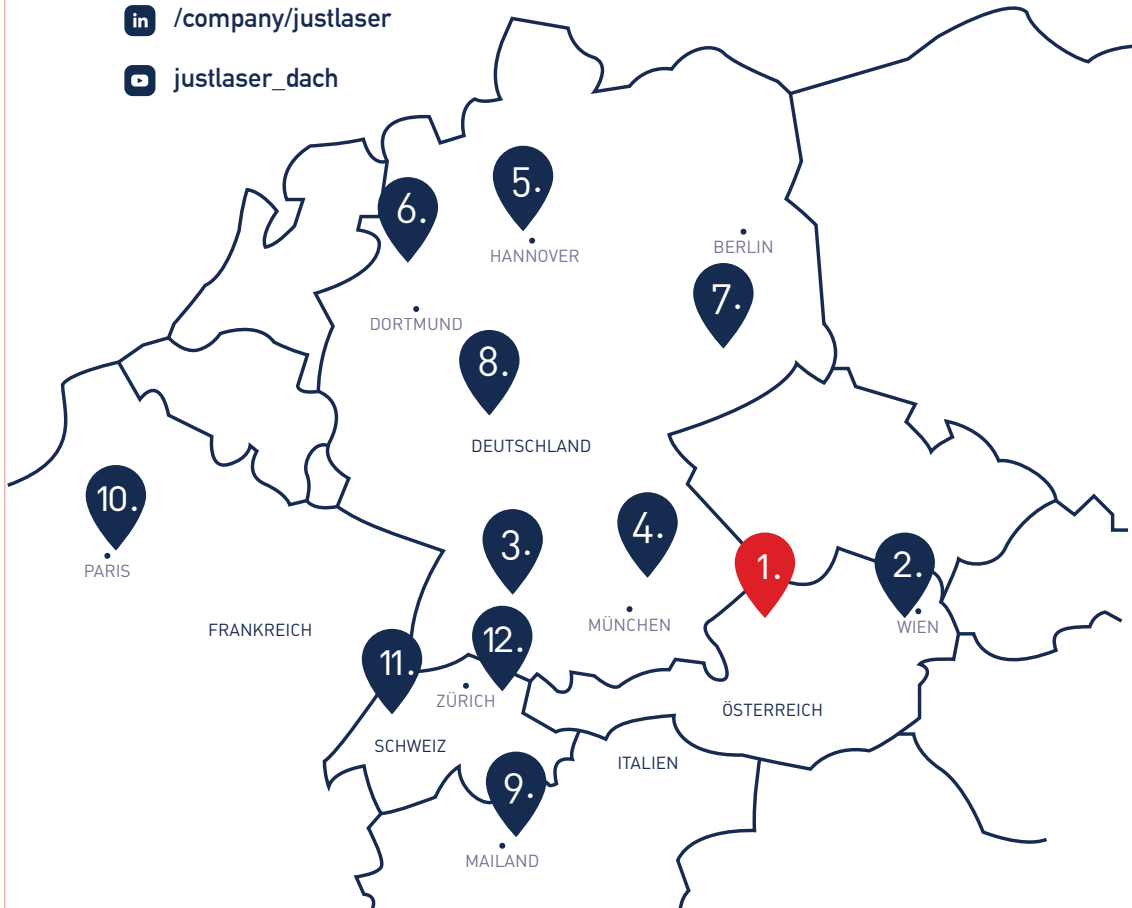 /company/justlaser
justlaser_dach
5.
6.
HANNOVER
BERLIN
7.
DORTMUND
8.
DEUTSCHLAND
10.
PARIS
3.
4.
1.
2.
MÜNCHEN
WIEN
FRANKREICH
12.
11.
ZÜRICH
ÖSTERREICH
SCHWEIZ
ITALIEN
9.
MAILAND